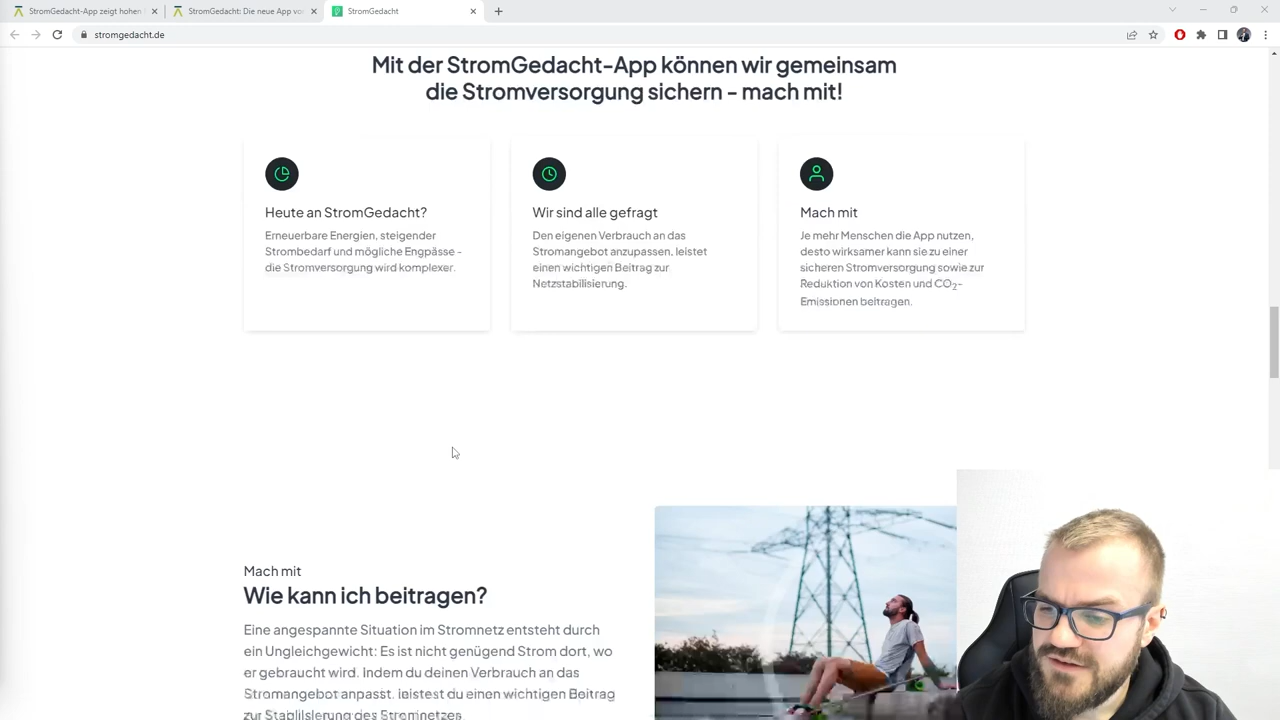 StromGedacht-App zeigt hohen
StromGedacht: Die neue App vo
StromGedacht
stromgedacht.de
Mit der StromGedacht-App können wir gemeinsam
die Stromversorgung sichern - mach mit!
Heute an StromGedacht?
Erneuerbare Energien, steigender
Strombedarf und mögliche Engpässe -
die Stromversorgung wird komplexer.
Wir sind alle gefragt
Den eigenen Verbrauch an das
Stromangebot anzupassen, leistet
einen wichtigen Beitrag zur
Netzstabilisierung.
Mach mit
Je mehr Menschen die App nutzen,
desto wirksamer kann sie zu einer
sicheren Stromversorgung sowie zur
Reduktion von Kosten und CO₂-
Emissionen beitragen.
Mach mit
Wie kann ich beitragen?
Eine angespannte Situation im Stromnetz entsteht durch
ein Ungleichgewicht: Es ist nicht genügend Strom dort, wo
er gebraucht wird. Indem du deinen Verbrauch an das
Stromangebot anpasst, leistest du einen wichtigen Beitrag
zur Stabilisierung des Stromnetzes.